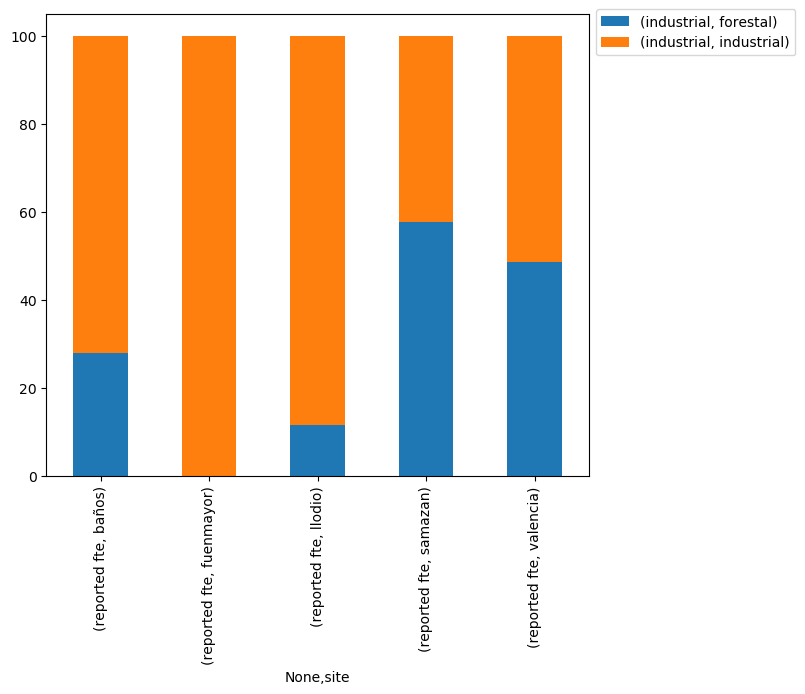 (industrial, forestal)
(industrial, industrial)
100
80
60
40
20
0
(reported fte, baños)
(reported fte, fuenmayor)
(reported fte, llodio)
(reported fte, samazan)
(reported fte, valencia)
None,site